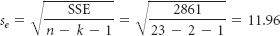 s_e = √(SSE / (n − k − 1)) = √(2861 / (23 − 2 − 1)) = 11.96